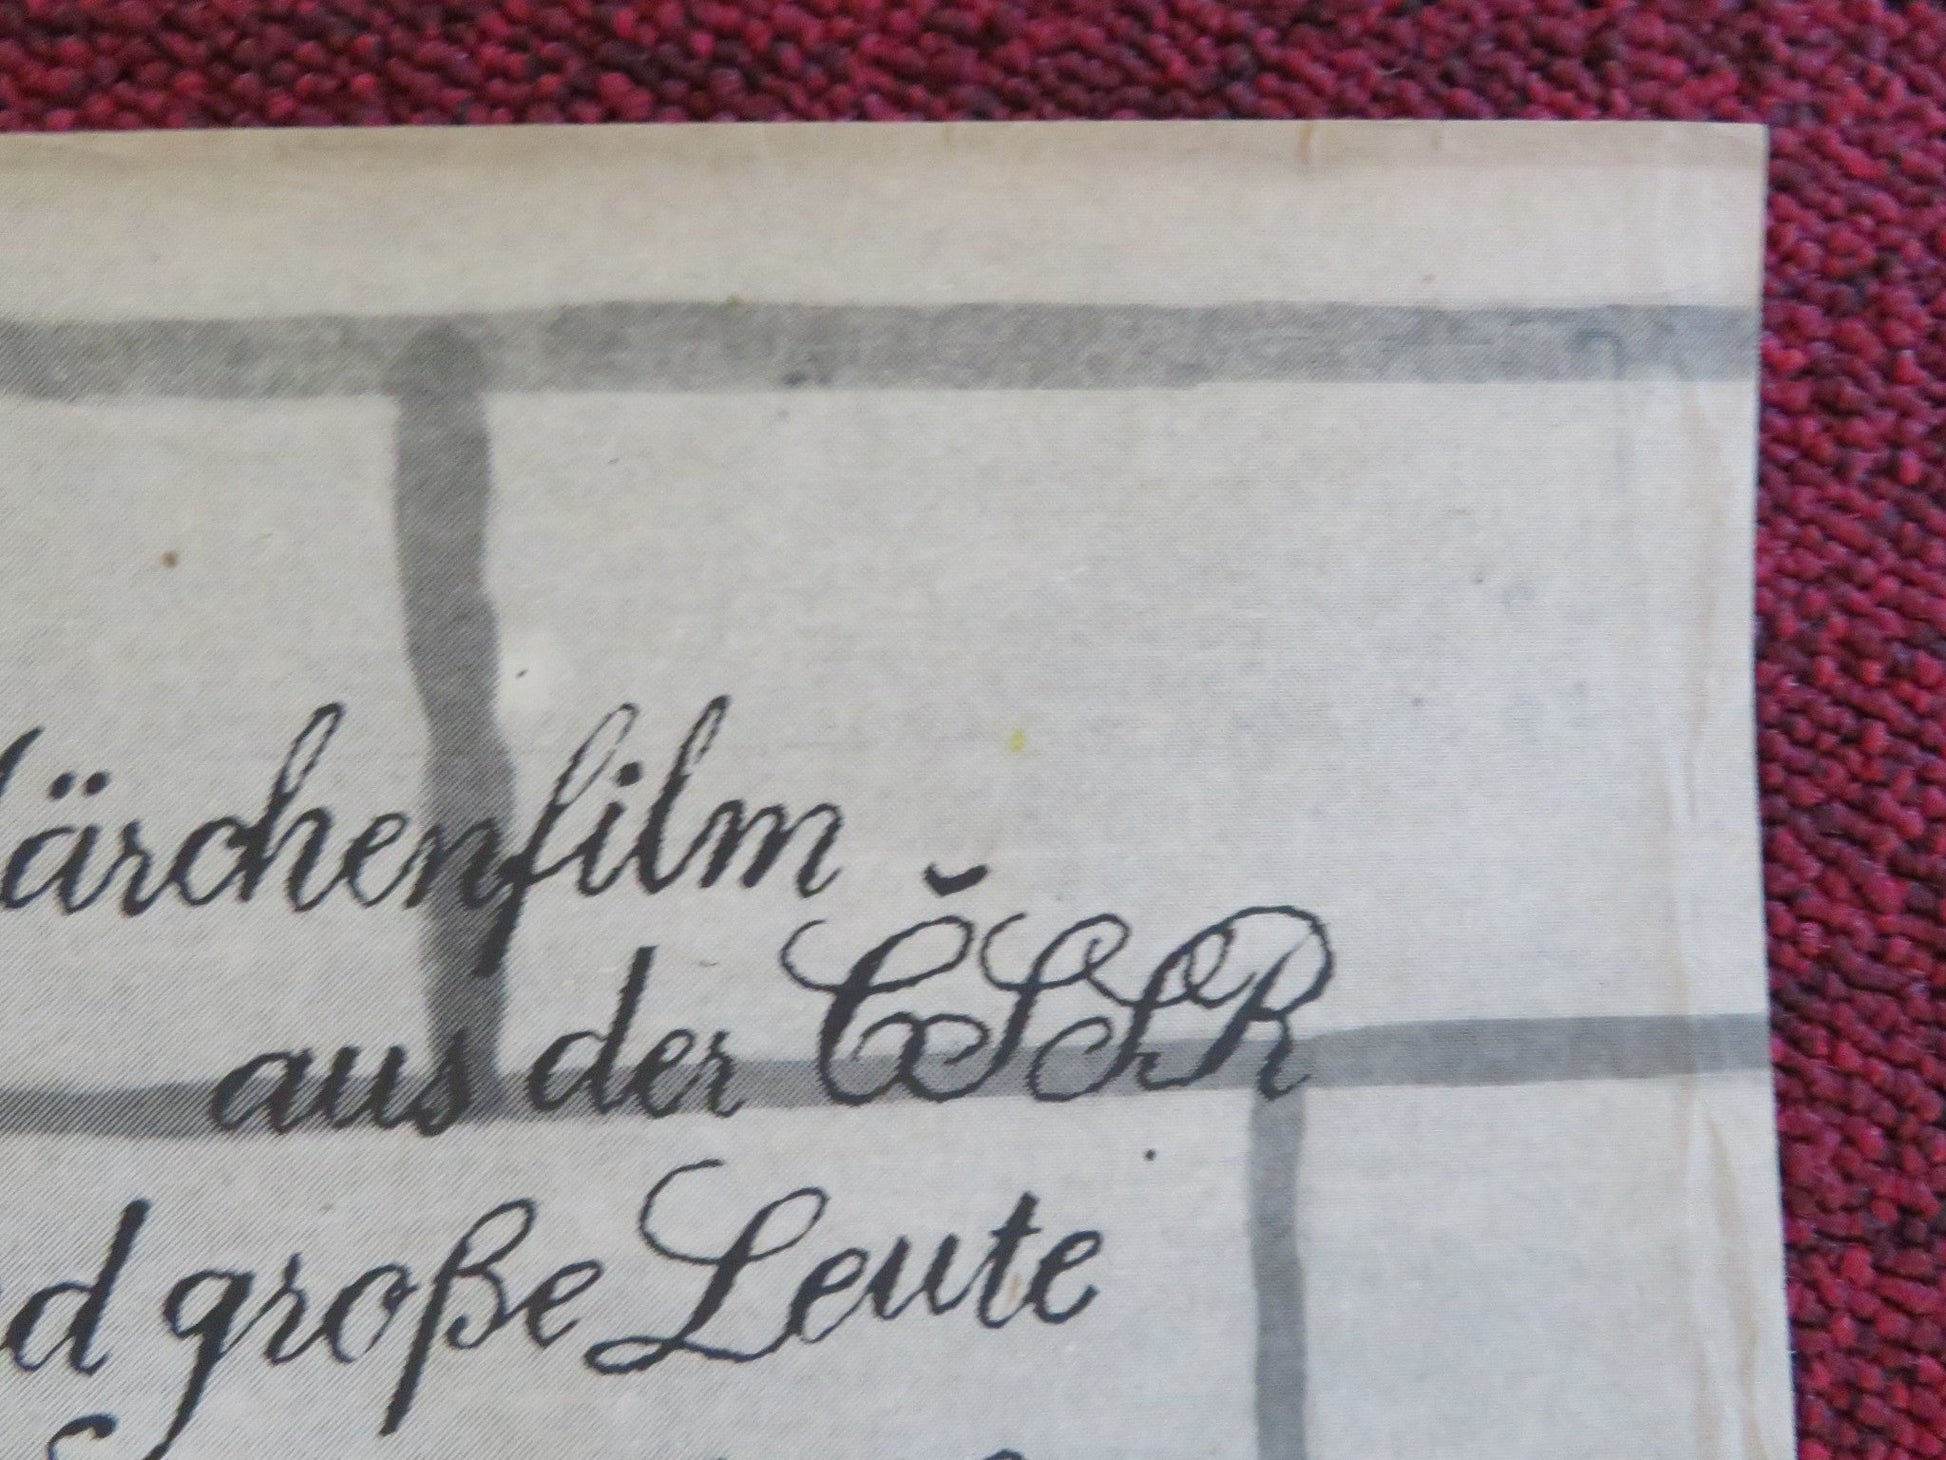 ärchenfilm
aus der ČSSR
d große Leute